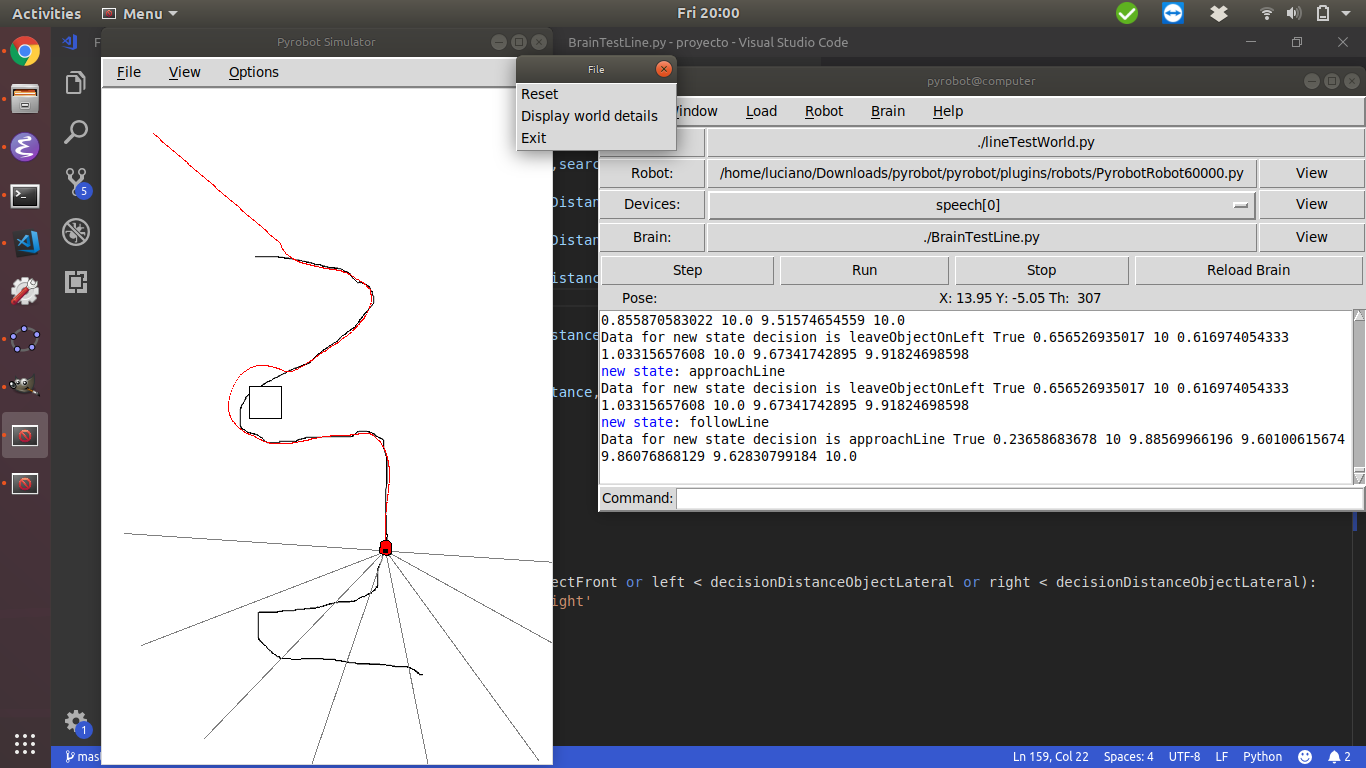 Activities
Menu
Fri 20:00
Pyrobot Simulator
BrainTestLine.py - proyecto - Visual Studio Code
F
File View Options
File
Reset
Display world details
Exit
pyrobot@computer
indow Load Robot Brain Help
./lineTestWorld.py
Robot: /home/luciano/Downloads/pyrobot/pyrobot/plugins/robots/PyrobotRobot60000.py View
Devices: speech[0] View
Brain: ./BrainTestLine.py View
Step Run Stop Reload Brain
Pose: X: 13.95 Y: -5.05 Th: 307
0.855870583022 10.0 9.51574654559 10.0
Data for new state decision is leaveObjectOnLeft True 0.656526935017 10 0.616974054333
1.03315657608 10.0 9.67341742895 9.91824698598
new state: approachLine
Data for new state decision is leaveObjectOnLeft True 0.656526935017 10 0.616974054333
1.03315657608 10.0 9.67341742895 9.91824698598
new state: followLine
Data for new state decision is approachLine True 0.23658683678 10 9.88569966196 9.60100615674
9.86076868129 9.62830799184 10.0
Command:
,searc
Distan
Distan
istanc
stance
tance,
ectFront or left < decisionDistanceObjectLateral or right < decisionDistanceObjectLateral):
ight'
5
1
mas
Ln 159, Col 22 Spaces: 4 UTF-8 LF Python 2